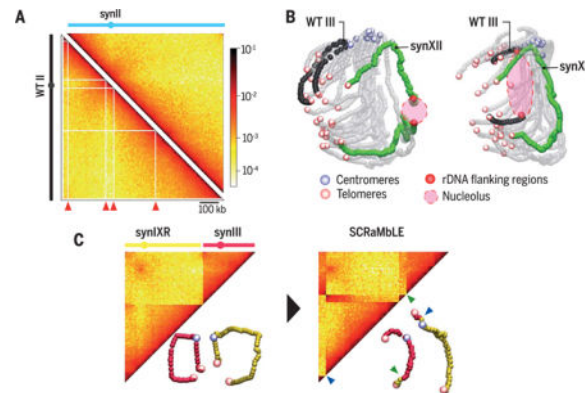 A
synII
WT II
10-1
10-2
10-3
10-4
100 kb
B
WT III
synXII
WT III
synXII
Centromeres
Telomeres
rDNA flanking regions
Nucleolus
C
synIXR
synIII
SCRaMbLE